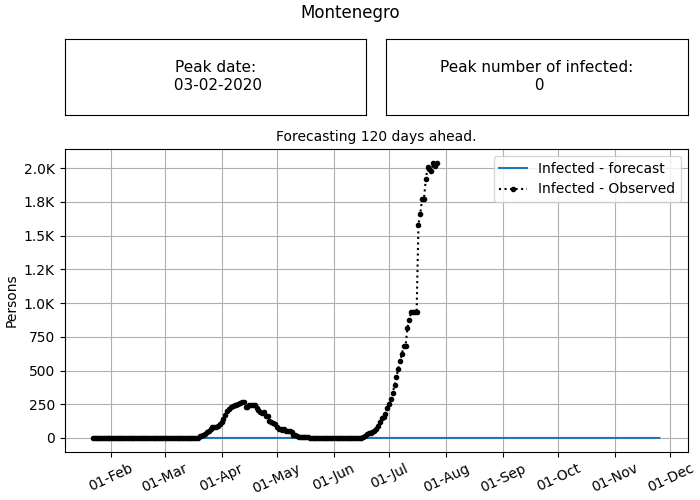 Montenegro
Peak date:
03-02-2020
Peak number of infected:
0
Forecasting 120 days ahead.
Infected - forecast
Infected - Observed
Persons
2.0K
1.8K
1.5K
1.2K
1.0K
750
500
250
0
01-Feb 01-Mar 01-Apr 01-May 01-Jun 01-Jul 01-Aug 01-Sep 01-Oct 01-Nov 01-Dec